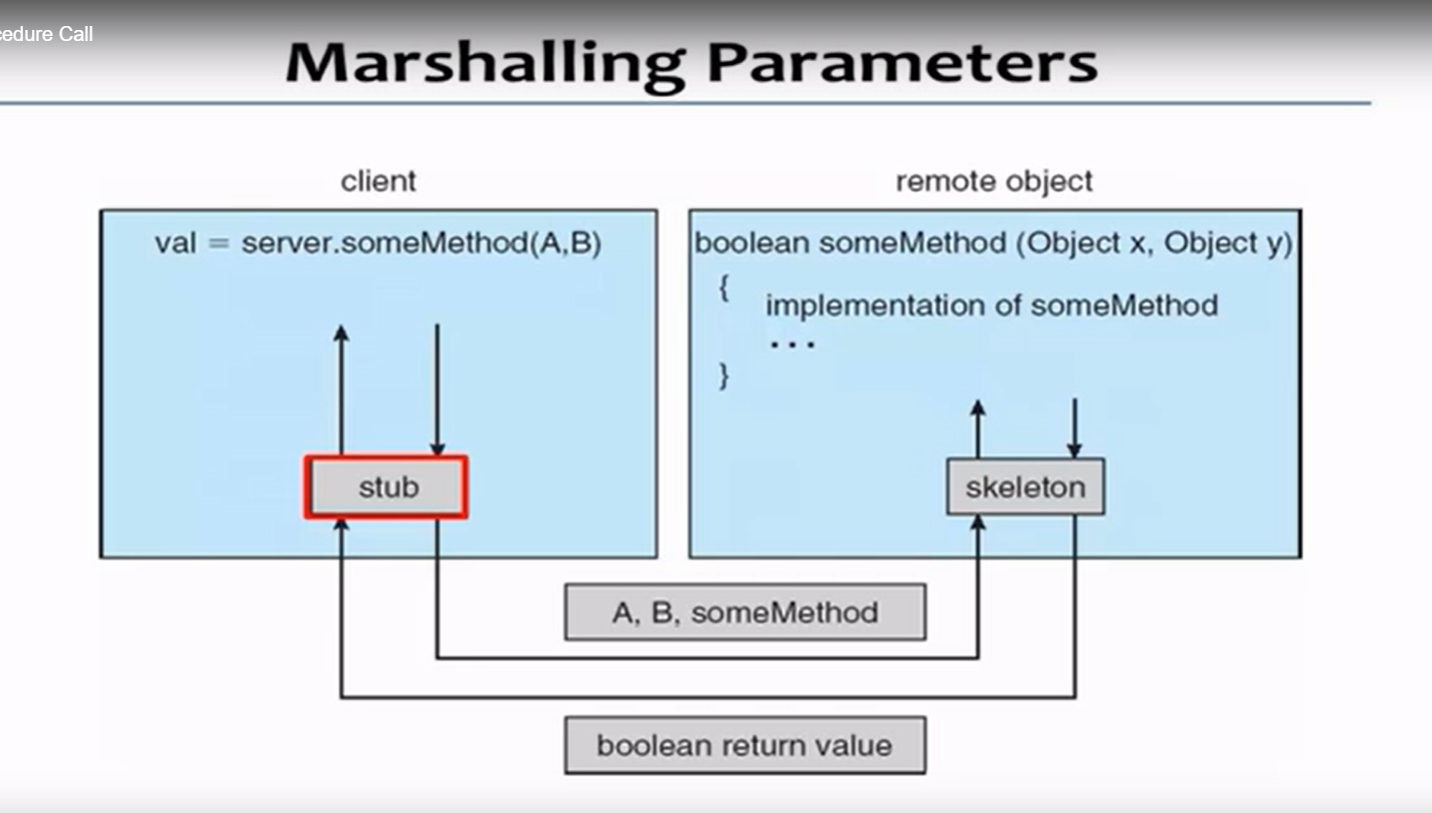 cedure Call
Marshalling Parameters
client
remote object
val = server.someMethod(A,B)
boolean someMethod (Object x, Object y)
{
implementation of someMethod
...
}
stub
skeleton
A, B, someMethod
boolean return value